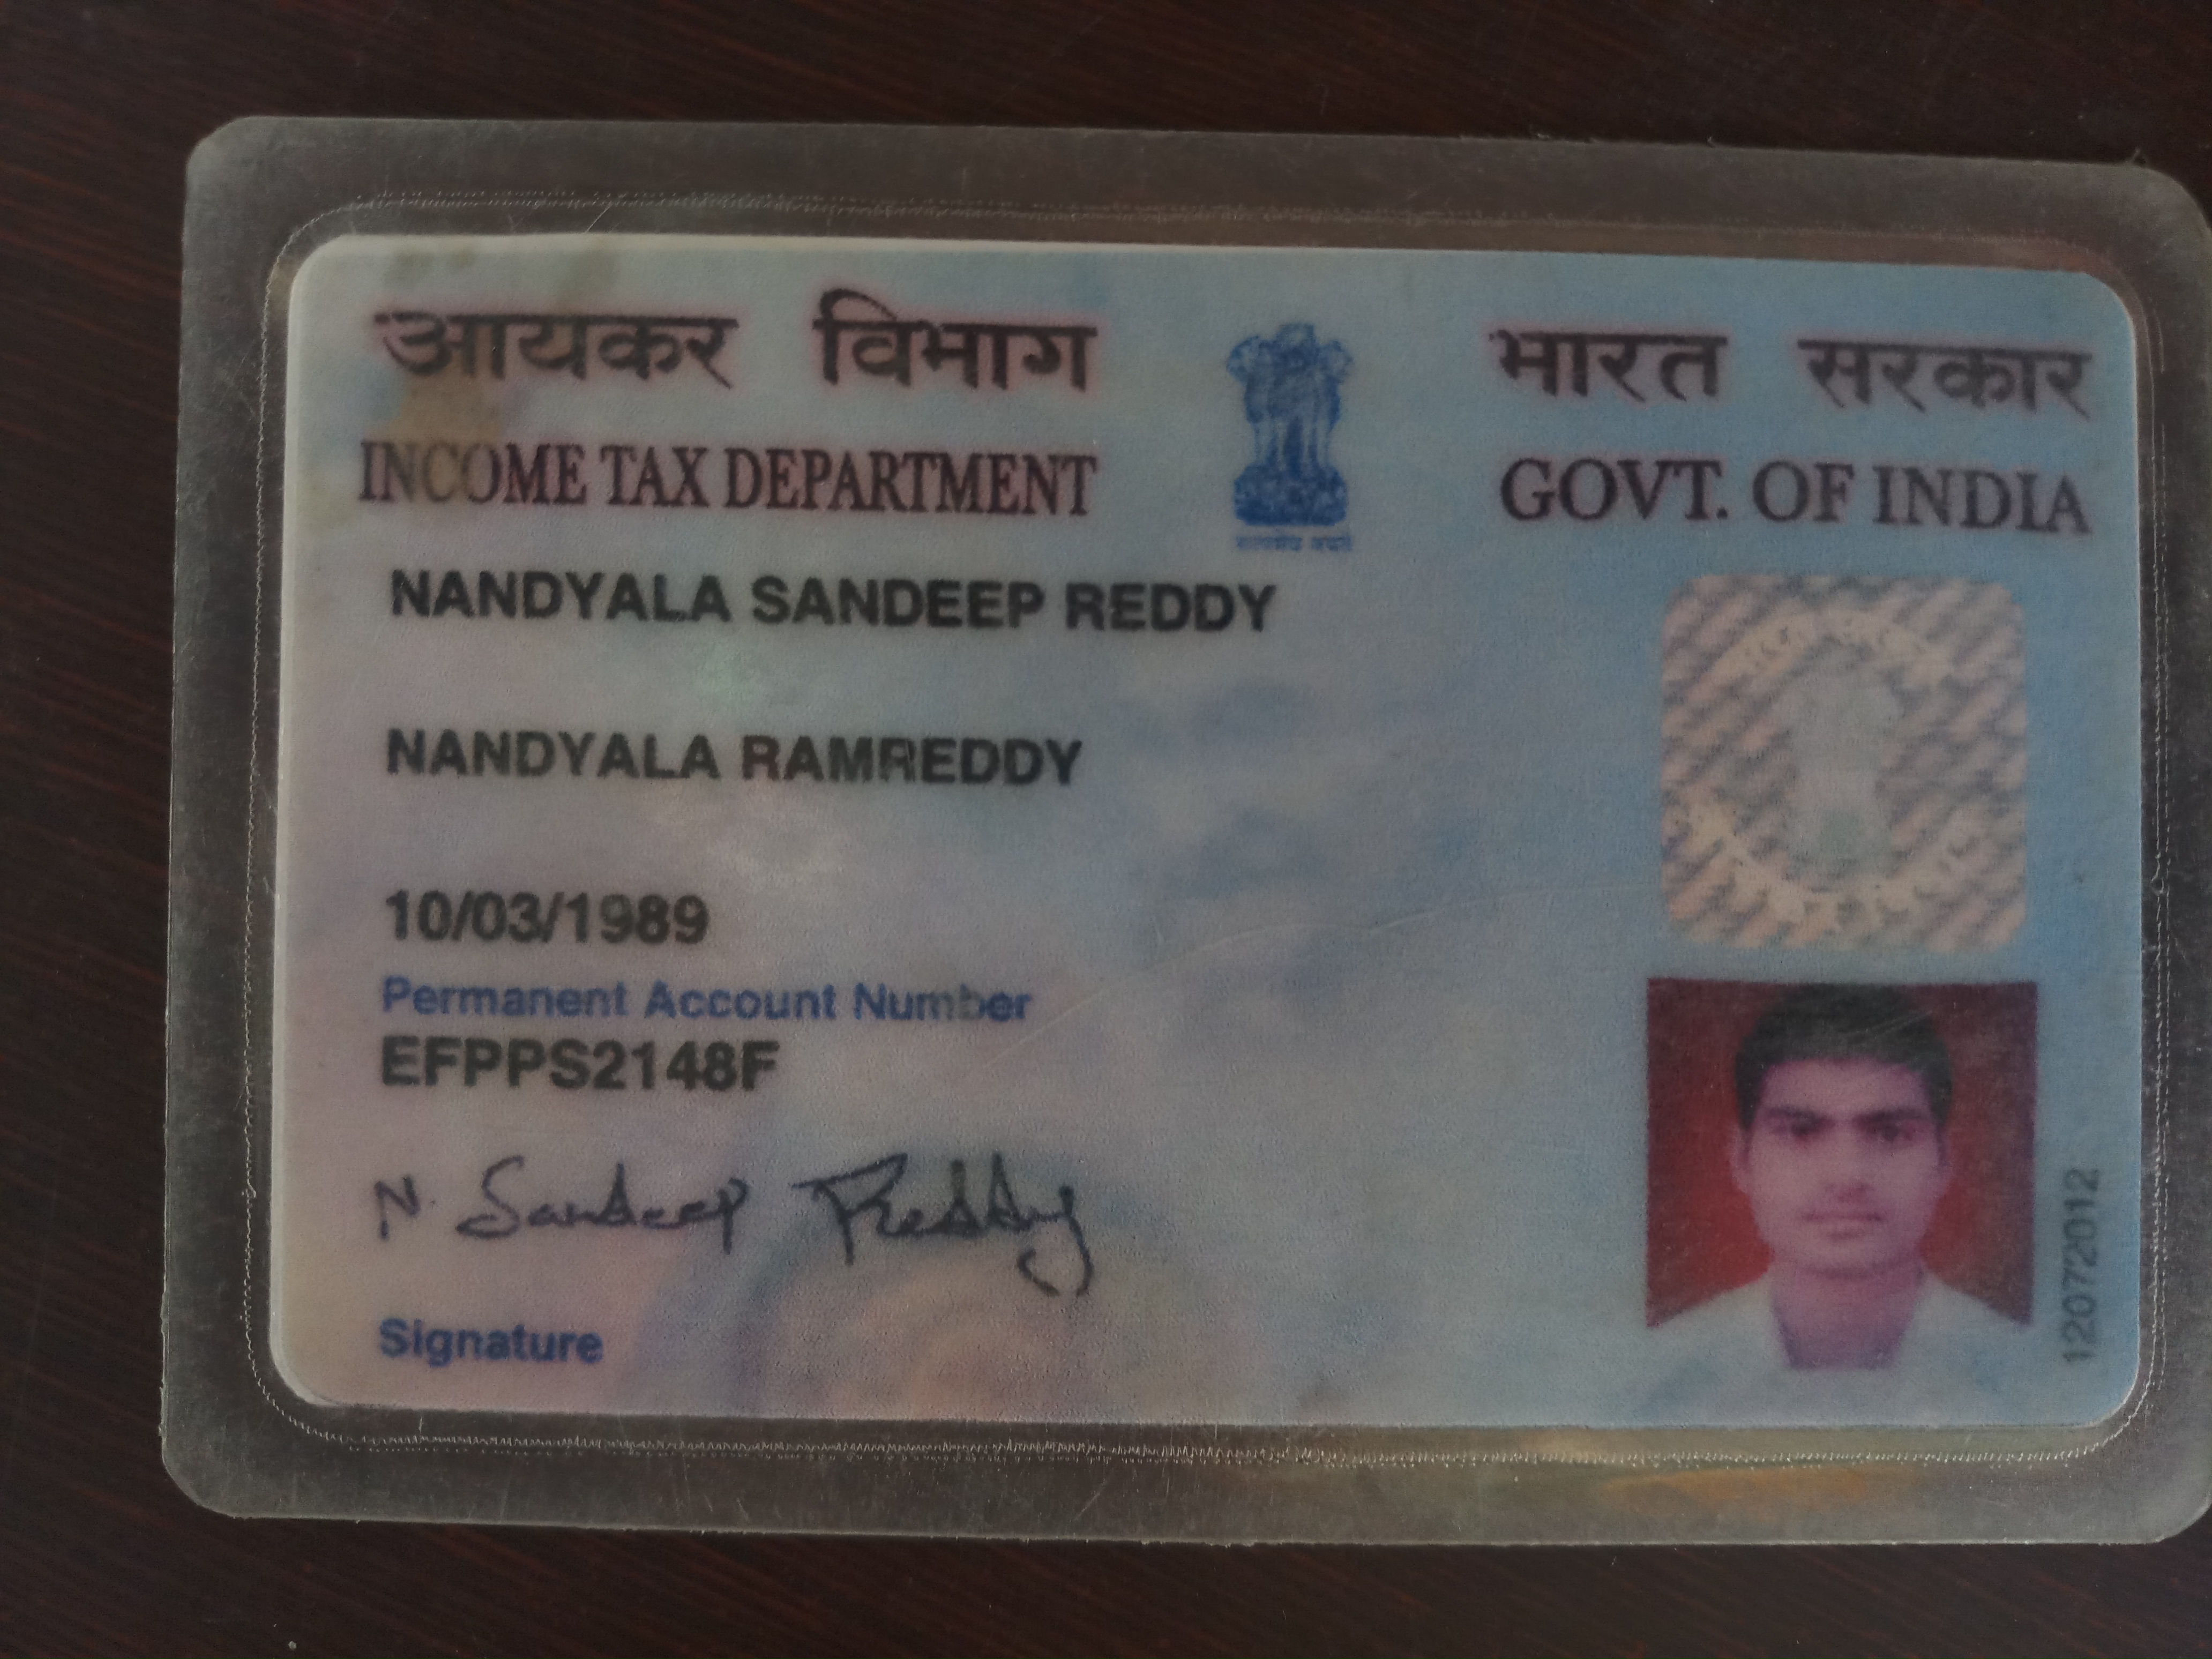 आयकर विभाग
INCOME TAX DEPARTMENT
भारत सरकार
GOVT. OF INDIA
सत्यमेव जयते
NANDYALA SANDEEP REDDY
NANDYALA RAMREDDY
10/03/1989
Permanent Account Number
EFPPS2148F
N. Sandeep Reddy
Signature
12072012